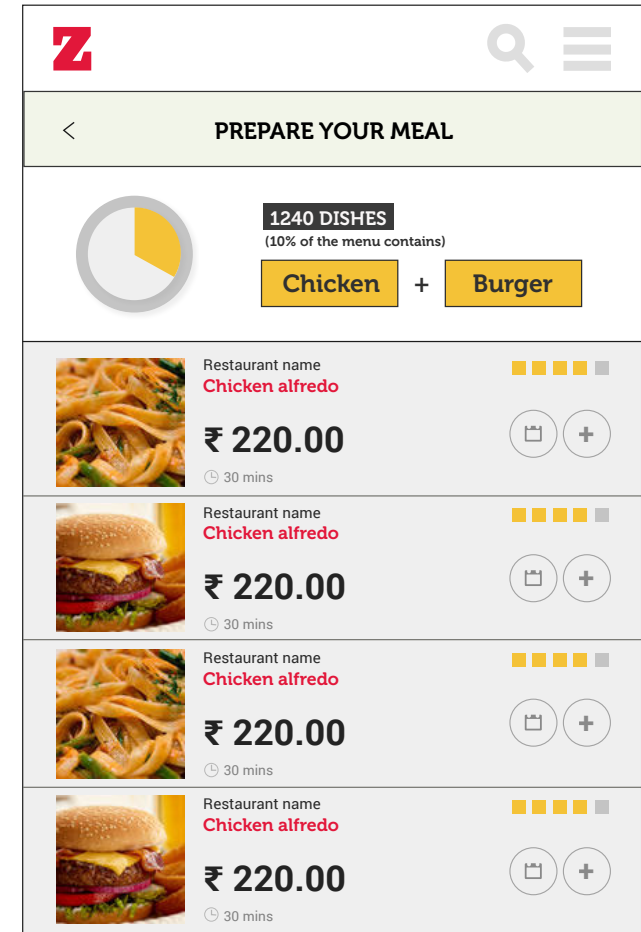 Z
PREPARE YOUR MEAL
1240 DISHES
(10% of the menu contains)
Chicken + Burger
Restaurant name
Chicken alfredo
₹ 220.00
30 mins
Restaurant name
Chicken alfredo
₹ 220.00
30 mins
Restaurant name
Chicken alfredo
₹ 220.00
30 mins
Restaurant name
Chicken alfredo
₹ 220.00
30 mins